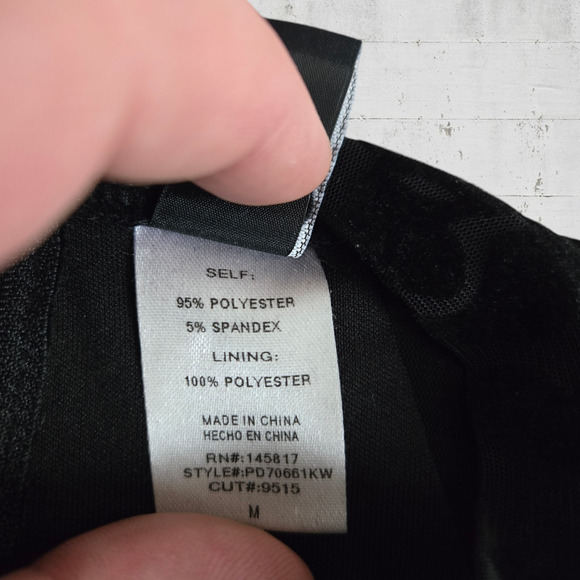 SELF:
95% POLYESTER
5% SPANDEX
LINING:
100% POLYESTER
MADE IN CHINA
HECHO EN CHINA
RN#:145817
STYLE#:PD70661KW
CUT#:9515
M